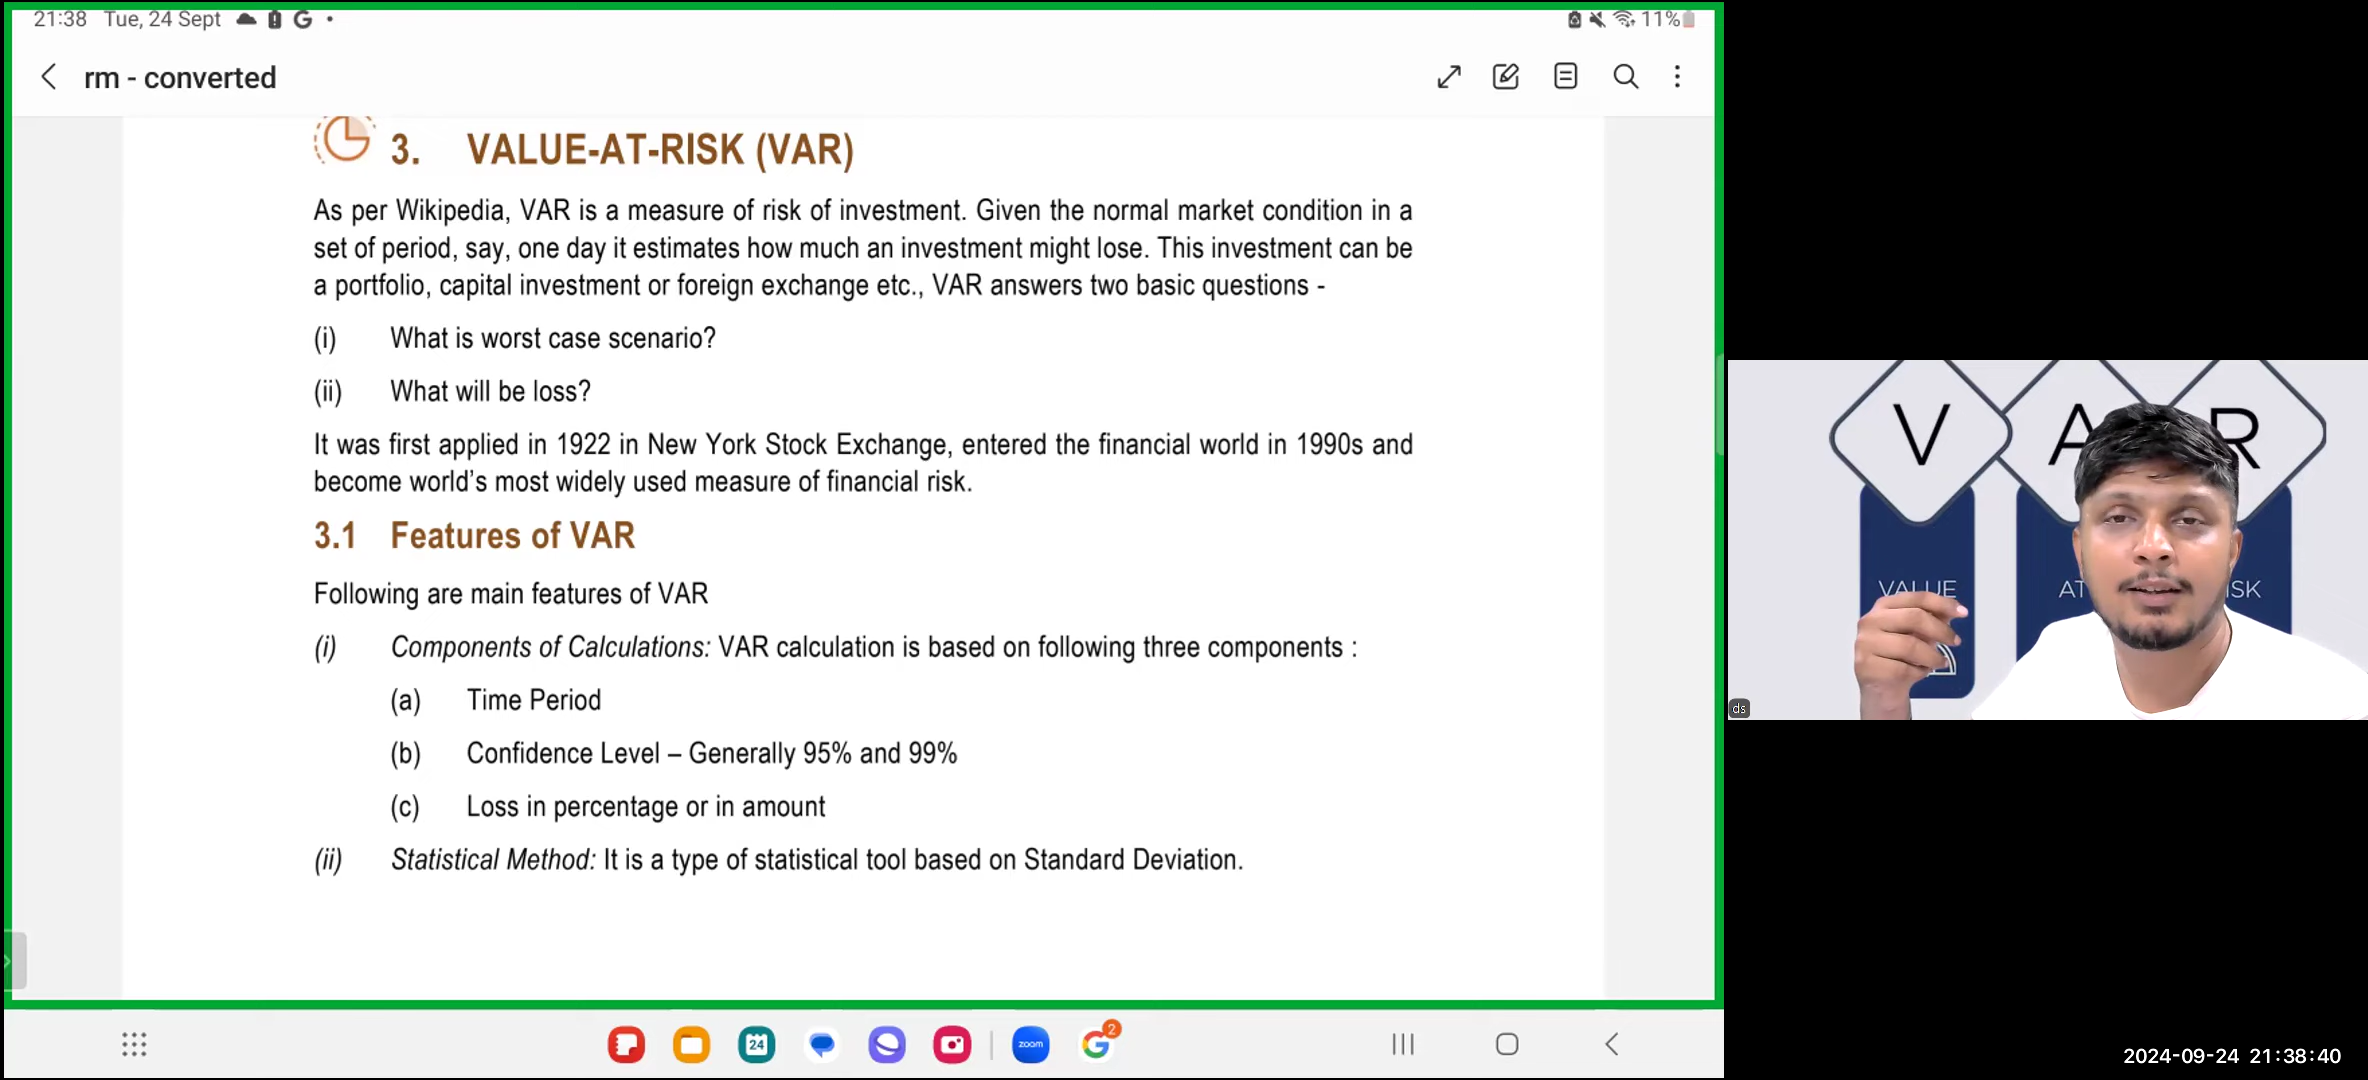 21:38 Tue, 24 Sept G •
11%
rm - converted
3. VALUE-AT-RISK (VAR)
As per Wikipedia, VAR is a measure of risk of investment. Given the normal market condition in a
set of period, say, one day it estimates how much an investment might lose. This investment can be
a portfolio, capital investment or foreign exchange etc., VAR answers two basic questions -
(i) What is worst case scenario?
(ii) What will be loss?
It was first applied in 1922 in New York Stock Exchange, entered the financial world in 1990s and
become world’s most widely used measure of financial risk.
3.1 Features of VAR
Following are main features of VAR
(i) Components of Calculations: VAR calculation is based on following three components :
(a) Time Period
(b) Confidence Level – Generally 95% and 99%
(c) Loss in percentage or in amount
(ii) Statistical Method: It is a type of statistical tool based on Standard Deviation.
24
zoom
G 2
V A R
VALUE AT ISK
ds
2024-09-24 21:38:40